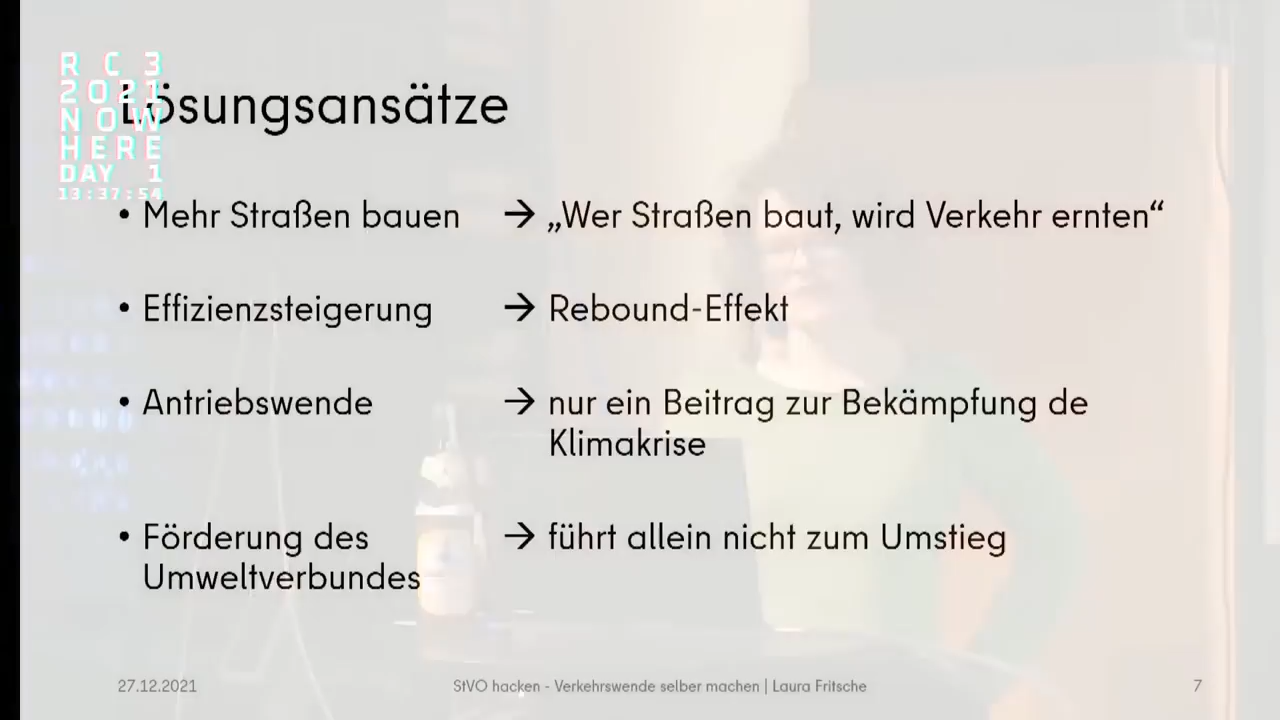 R C 3
2021
NOW
HERE
DAY 1
13:37:54
Lösungsansätze
• Mehr Straßen bauen → „Wer Straßen baut, wird Verkehr ernten“
• Effizienzsteigerung → Rebound-Effekt
• Antriebswende → nur ein Beitrag zur Bekämpfung de
Klimakrise
• Förderung des → führt allein nicht zum Umstieg
Umweltverbundes
27.12.2021 StVO hacken - Verkehrswende selber machen | Laura Fritsche 7